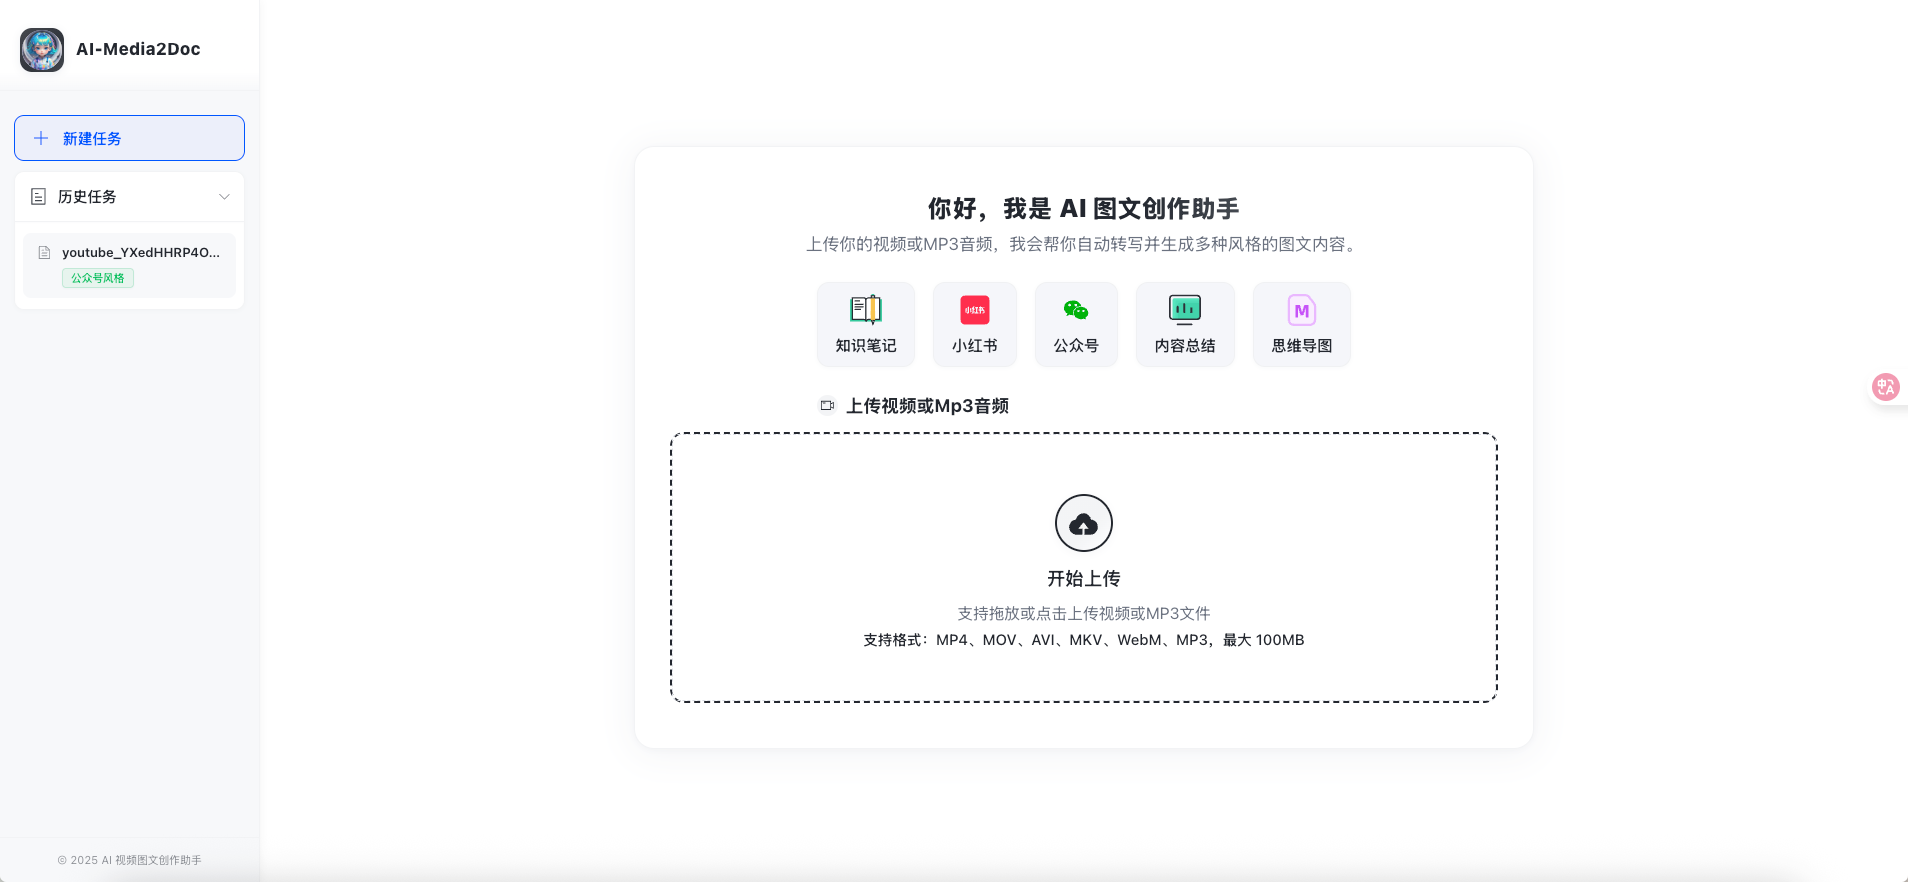 AI-Media2Doc
新建任务
历史任务
youtube_YXedHHRP4O...
公众号风格
你好，我是 AI 图文创作助手
上传你的视频或MP3音频，我会帮你自动转写并生成多种风格的图文内容。
小红书
M
知识笔记
小红书
公众号
内容总结
思维导图
上传视频或Mp3音频
开始上传
支持拖放或点击上传视频或MP3文件
支持格式：MP4、MOV、AVI、MKV、WebM、MP3，最大 100MB
中A
© 2025 AI 视频图文创作助手